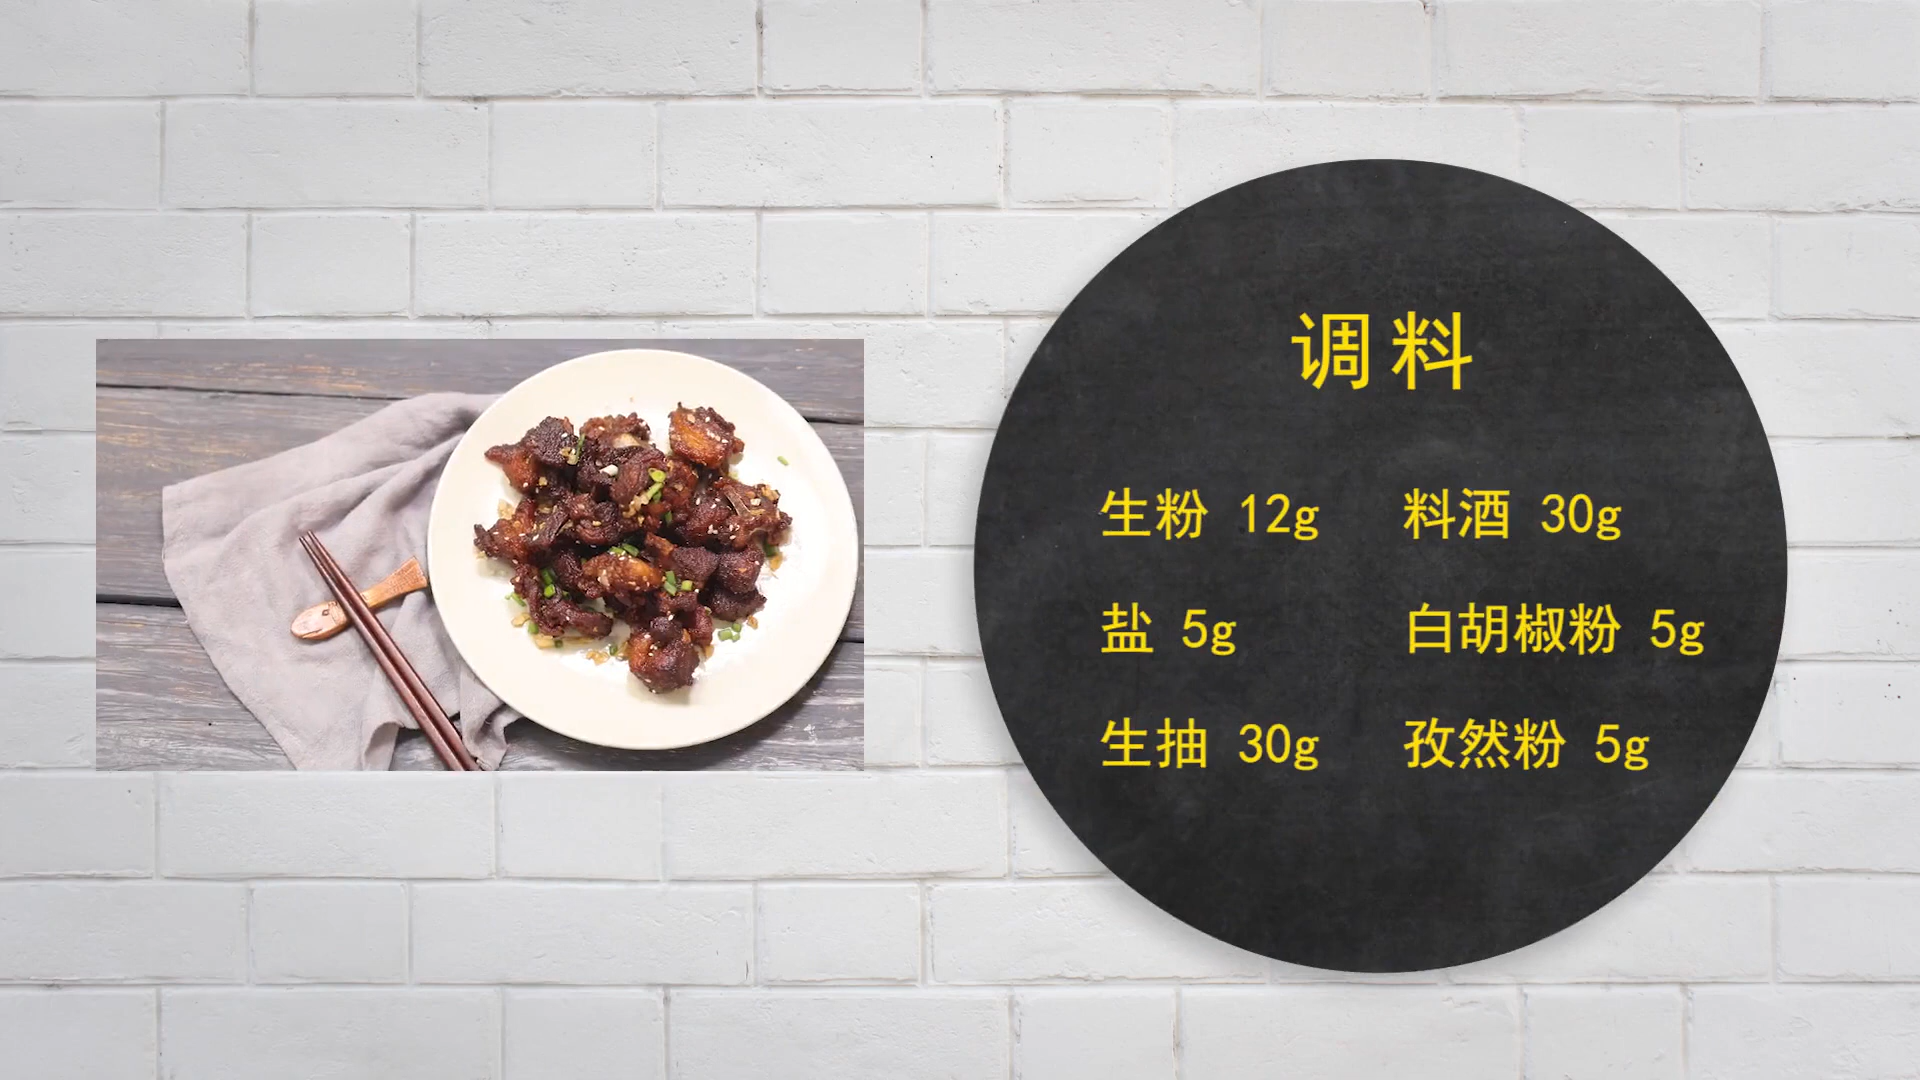 调料
生粉 12g 料酒 30g
盐 5g 白胡椒粉 5g
生抽 30g 孜然粉 5g